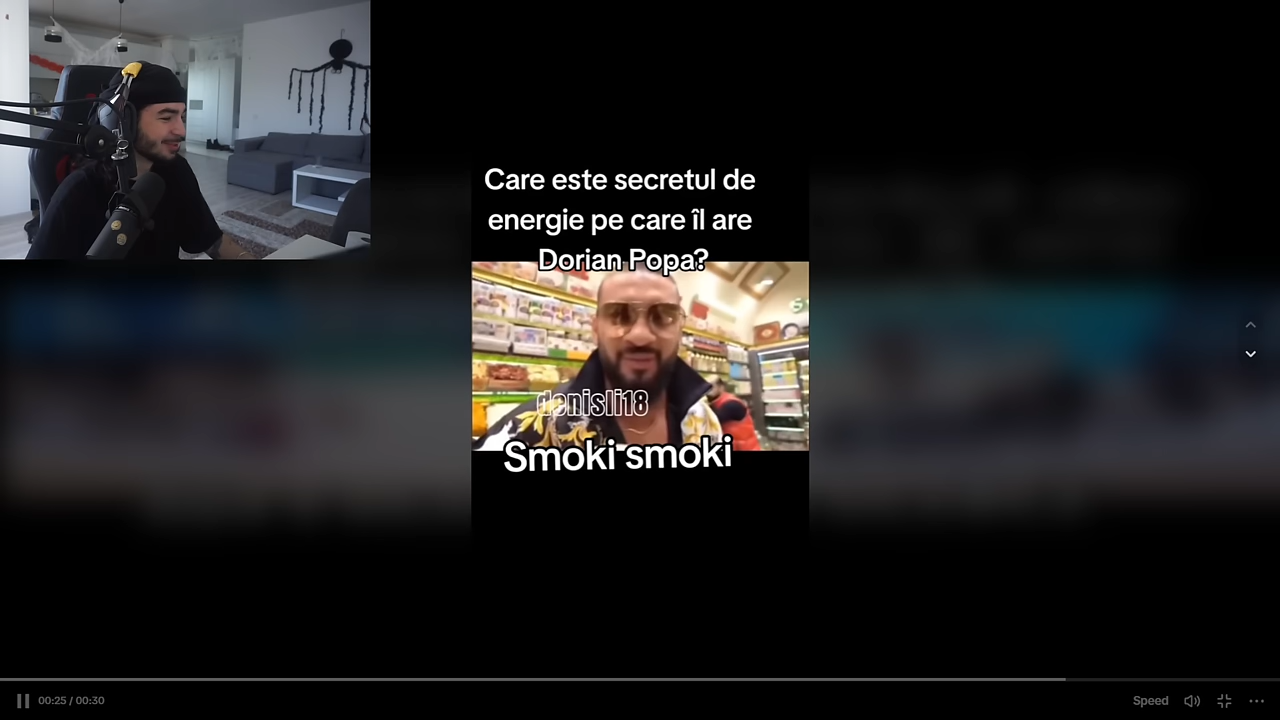 Care este secretul de
energie pe care îl are
Dorian Popa?
denisli18
Smoki smoki
00:25 / 00:30
Speed